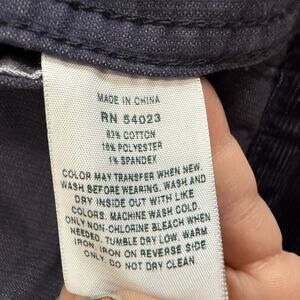 MADE IN CHINA
RN 54023
83% COTTON
16% POLYESTER
1% SPANDEX
COLOR MAY TRANSFER WHEN NEW.
WASH BEFORE WEARING. WASH AND
DRY INSIDE OUT WITH LIKE
COLORS. MACHINE WASH COLD.
ONLY NON-CHLORINE BLEACH WHEN
NEEDED. TUMBLE DRY LOW. WARM
IRON. IRON ON REVERSE SIDE
ONLY. DO NOT DRY CLEAN